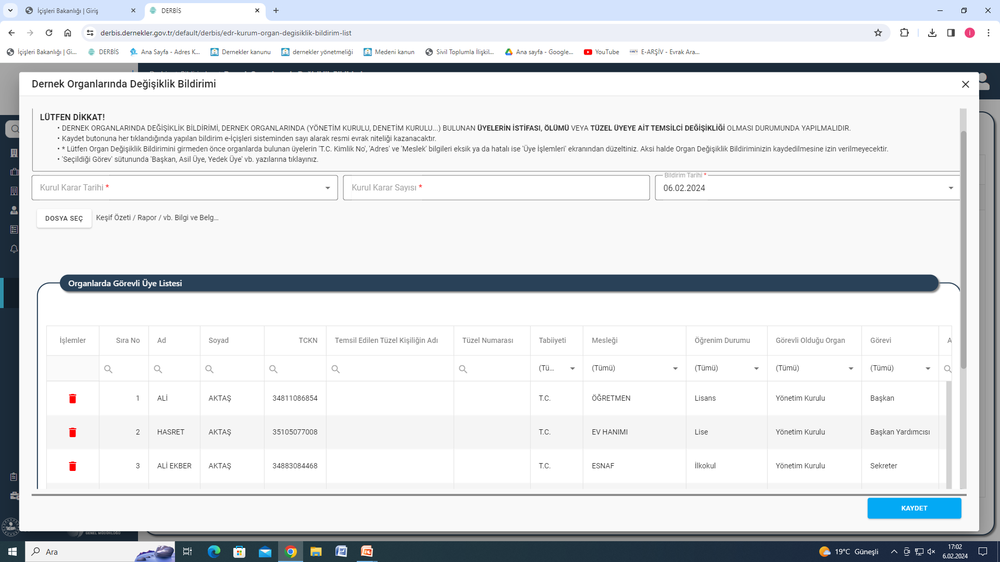 İçişleri Bakanlığı | Giriş
DERBİS
derbis.dernekler.gov.tr/default/derbis/edr-kurum-organ-degisiklik-bildirim-list
İçişleri Bakanlığı | Gi...
DERBİS
Ana Sayfa - Adres K...
Dernekler kanunu
dernekler yönetmeliği
Medeni kanun
Sivil Toplumla İlişkil...
Ana sayfa - Google...
YouTube
E-ARŞİV - Evrak Ara...
Dernek Organlarında Değişiklik Bildirimi
LÜTFEN DİKKAT!
• DERNEK ORGANLARINDA DEĞİŞİKLİK BİLDİRİMİ, DERNEK ORGANLARINDA (YÖNETİM KURULU, DENETİM KURULU...) BULUNAN ÜYELERİN İSTİFASI, ÖLÜMÜ VEYA TÜZEL ÜYEYE AİT TEMSİLCİ DEĞİŞİKLİĞİ OLMASI DURUMUNDA YAPILMALIDIR.
• Kaydet butonuna her tıklandığında yapılan bildirim e-İçişleri sisteminden sayı alarak resmi evrak niteliği kazanacaktır.
• * Lütfen Organ Değişiklik Bildirimini girmeden önce organlarda bulunan üyelerin 'T.C. Kimlik No', 'Adres' ve 'Meslek' bilgileri eksik ya da hatalı ise 'Üye İşlemleri' ekranından düzeltiniz. Aksi halde Organ Değişiklik Bildiriminizin kaydedilmesine izin verilmeyecektir.
• 'Seçildiği Görev' sütununda 'Başkan, Asil Üye, Yedek Üye' vb. yazılarına tıklayınız.
Kurul Karar Tarihi *
Kurul Karar Sayısı *
Bildirim Tarihi *
06.02.2024
DOSYA SEÇ
Keşif Özeti / Rapor / vb. Bilgi ve Belg...
Organlarda Görevli Üye Listesi
İşlemler Sıra No Ad Soyad TCKN Temsil Edilen Tüzel Kişiliğin Adı Tüzel Numarası Tabiiyeti Mesleği Öğrenim Durumu Görevli Olduğu Organ Görevi A
(Tü... (Tümü) (Tümü) (Tümü) (Tümü)
1 ALİ AKTAŞ 34811086854 T.C. ÖĞRETMEN Lisans Yönetim Kurulu Başkan
2 HASRET AKTAŞ 35105077008 T.C. EV HANIMI Lise Yönetim Kurulu Başkan Yardımcısı
3 ALİ EKBER AKTAŞ 34883084468 T.C. ESNAF İlkokul Yönetim Kurulu Sekreter
KAYDET
GENEL MÜDÜRLÜĞÜ
Ara
19°C Güneşli
17:02
6.02.2024